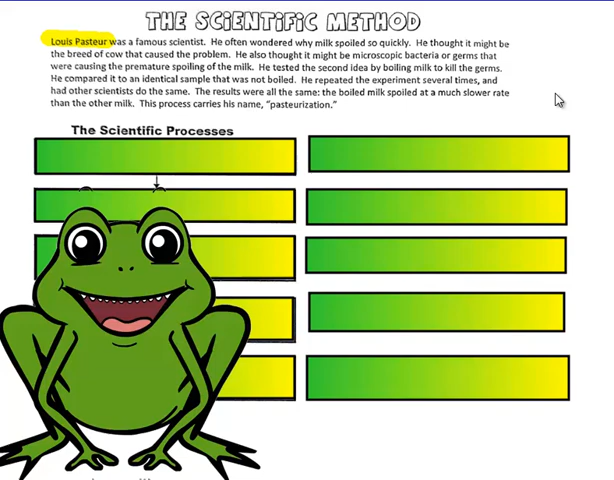 THE SCIENTIFIC METHOD
Louis Pasteur was a famous scientist. He often wondered why milk spoiled so quickly. He thought it might be
the breed of cow that caused the problem. He also thought it might be microscopic bacteria or germs that
were causing the premature spoiling of the milk. He tested the second idea by boiling milk to kill the germs.
He compared it to an identical sample that was not boiled. He repeated the experiment several times, and
had other scientists do the same. The results were all the same: the boiled milk spoiled at a much slower rate
than the other milk. This process carries his name, "pasteurization."
The Scientific Processes